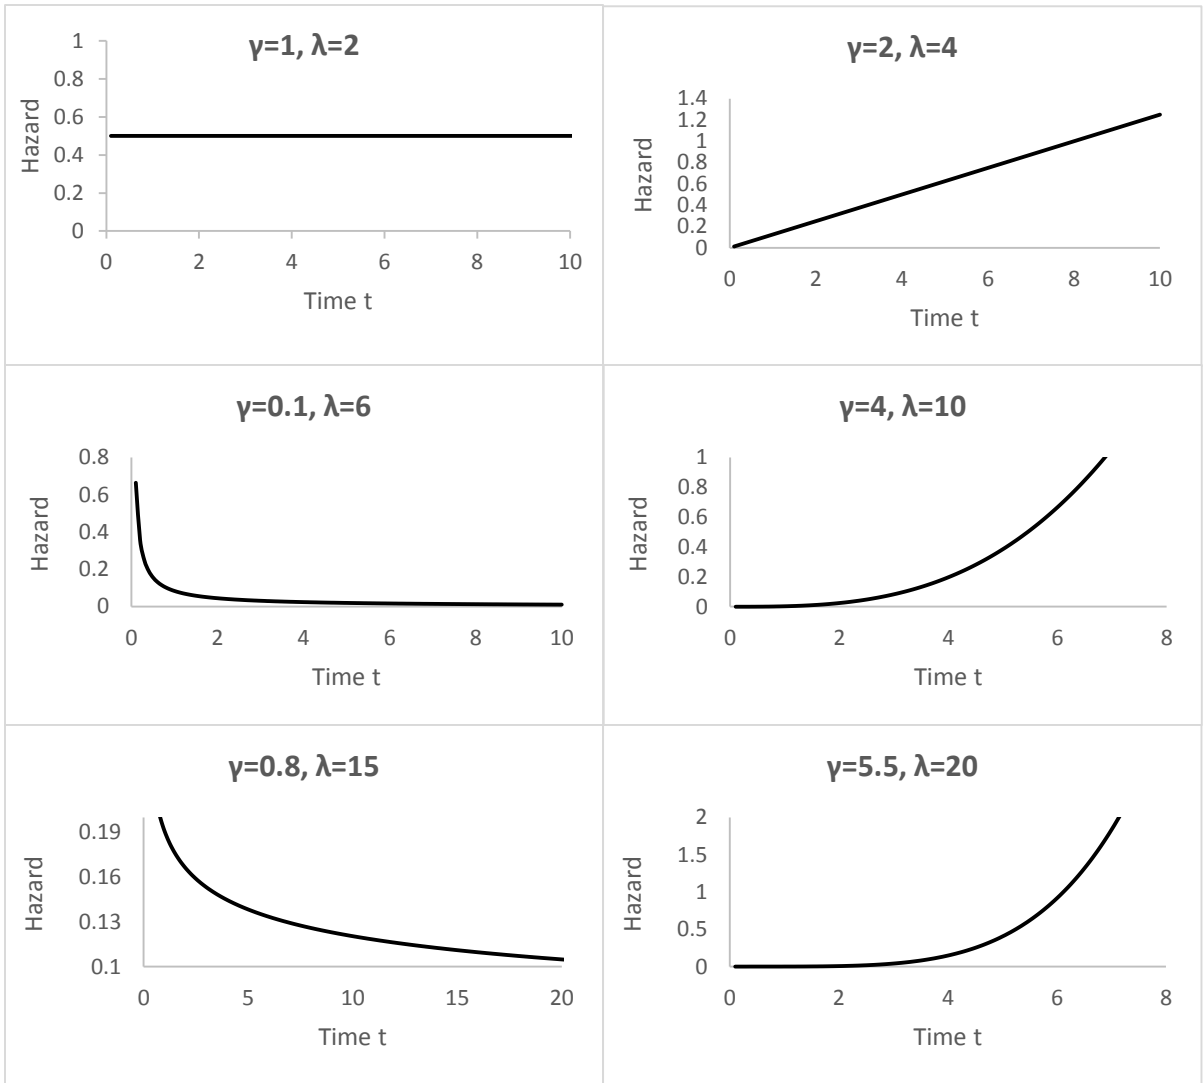 γ=1, λ=2
Hazard
1
0.8
0.6
0.4
0.2
0
0 2 4 6 8 10
Time t
γ=2, λ=4
Hazard
1.4
1.2
1
0.8
0.6
0.4
0.2
0
0 2 4 6 8 10
Time t
γ=0.1, λ=6
Hazard
0.8
0.6
0.4
0.2
0
0 2 4 6 8 10
Time t
γ=4, λ=10
Hazard
1
0.8
0.6
0.4
0.2
0
0 2 4 6 8
Time t
γ=0.8, λ=15
Hazard
0.19
0.16
0.13
0.1
0 5 10 15 20
Time t
γ=5.5, λ=20
Hazard
2
1.5
1
0.5
0
0 2 4 6 8
Time t